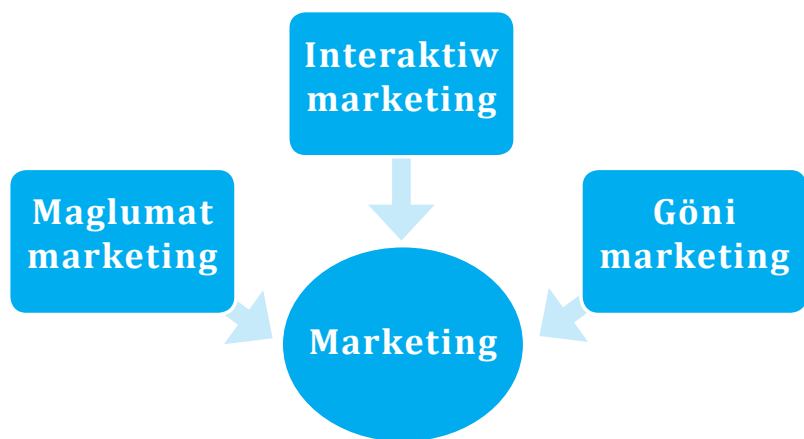 Interaktiw
marketing
Maglumat
marketing
Göni
marketing
Marketing